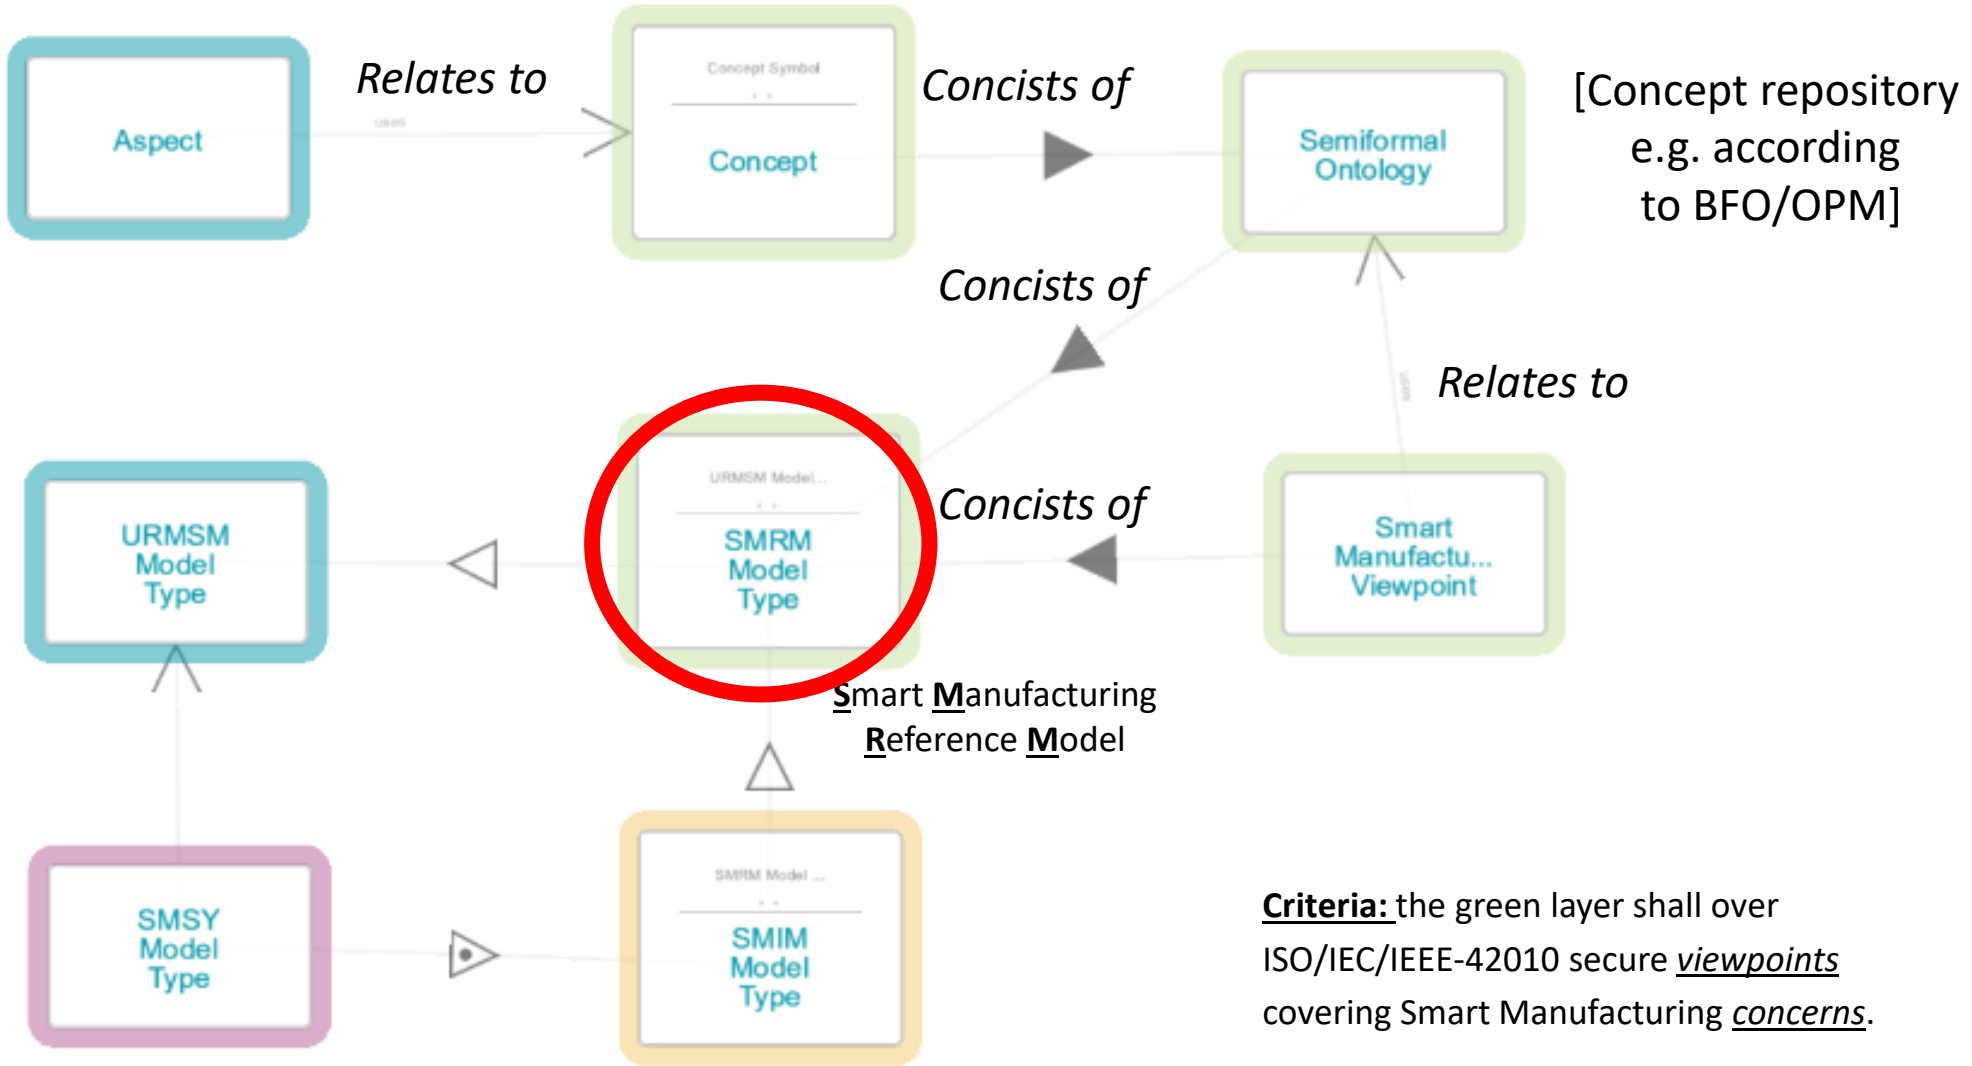 Relates to
uses
Aspect
Concept Symbol
Concept
Concists of
Semiformal
Ontology
[Concept repository
e.g. according
to BFO/OPM]
Concists of
uses
Relates to
URMSM
Model
Type
URMSM Model...
SMRM
Model
Type
Concists of
Smart
Manufactu...
Viewpoint
Smart Manufacturing
Reference Model
SMSY
Model
Type
SMRM Model ...
SMIM
Model
Type
Criteria: the green layer shall over
ISO/IEC/IEEE-42010 secure viewpoints
covering Smart Manufacturing concerns.